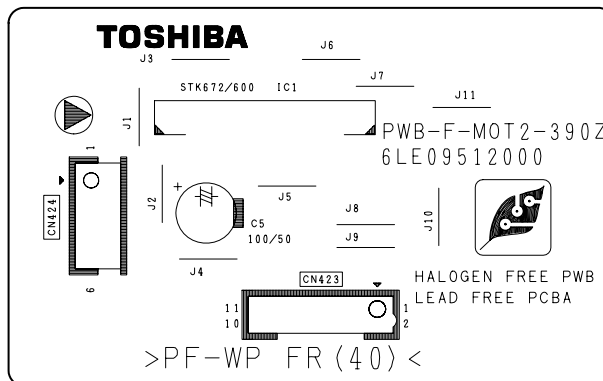 TOSHIBA
J3
J6
J7
STK672/600 IC1
J11
J1
PWB-F-MOT2-390Z
6LE09512000
1
CN424
6
J2
+
J5
C5
100/50
J8
J9
J10
J4
CN423
HALOGEN FREE PWB
LEAD FREE PCBA
11
10
1
2
>PF-WP FR(40)<